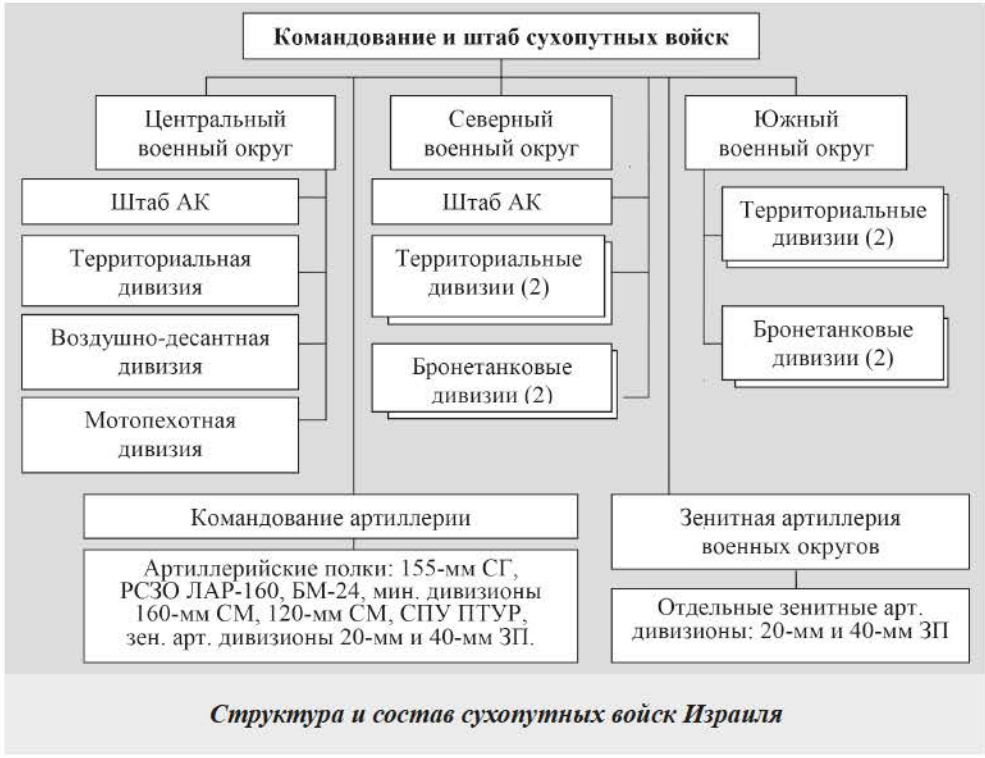 Командование и штаб сухопутных войск
Центральный
военный округ
Штаб АК
Территориальная
дивизия
Воздушно-десантная
дивизия
Мотопехотная
дивизия
Северный
военный округ
Штаб АК
Территориальные
дивизии (2)
Бронетанковые
дивизии (2)
Южный
военный округ
Территориальные
дивизии (2)
Бронетанковые
дивизии (2)
Командование артиллерии
Артиллерийские полки: 155-мм СГ,
РСЗО ЛАР-160, БМ-24, мин. дивизионы
160-мм СМ, 120-мм СМ, СПУ ПТУР,
зен. арт. дивизионы 20-мм и 40-мм ЗП.
Зенитная артиллерия
военных округов
Отдельные зенитные арт.
дивизионы: 20-мм и 40-мм ЗП
Структура и состав сухопутных войск Израиля